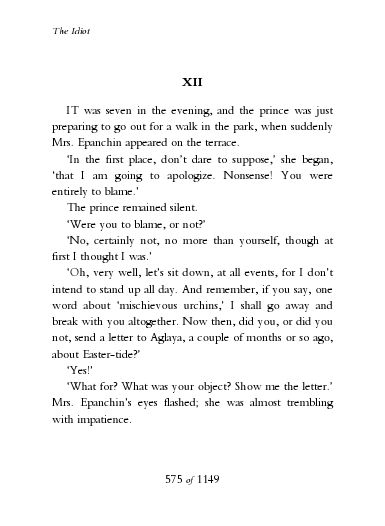 The Idiot
XII
IT was seven in the evening, and the prince was just
preparing to go out for a walk in the park, when suddenly
Mrs. Epanchin appeared on the terrace.
‘In the first place, don’t dare to suppose,’ she began,
‘that I am going to apologize. Nonsense! You were
entirely to blame.’
The prince remained silent.
‘Were you to blame, or not?’
‘No, certainly not, no more than yourself, though at
first I thought I was.’
‘Oh, very well, let’s sit down, at all events, for I don’t
intend to stand up all day. And remember, if you say, one
word about ‘mischievous urchins,’ I shall go away and
break with you altogether. Now then, did you, or did you
not, send a letter to Aglaya, a couple of months or so ago,
about Easter-tide?’
‘Yes!’
‘What for? What was your object? Show me the letter.’
Mrs. Epanchin’s eyes flashed; she was almost trembling
with impatience.
575 of 1149